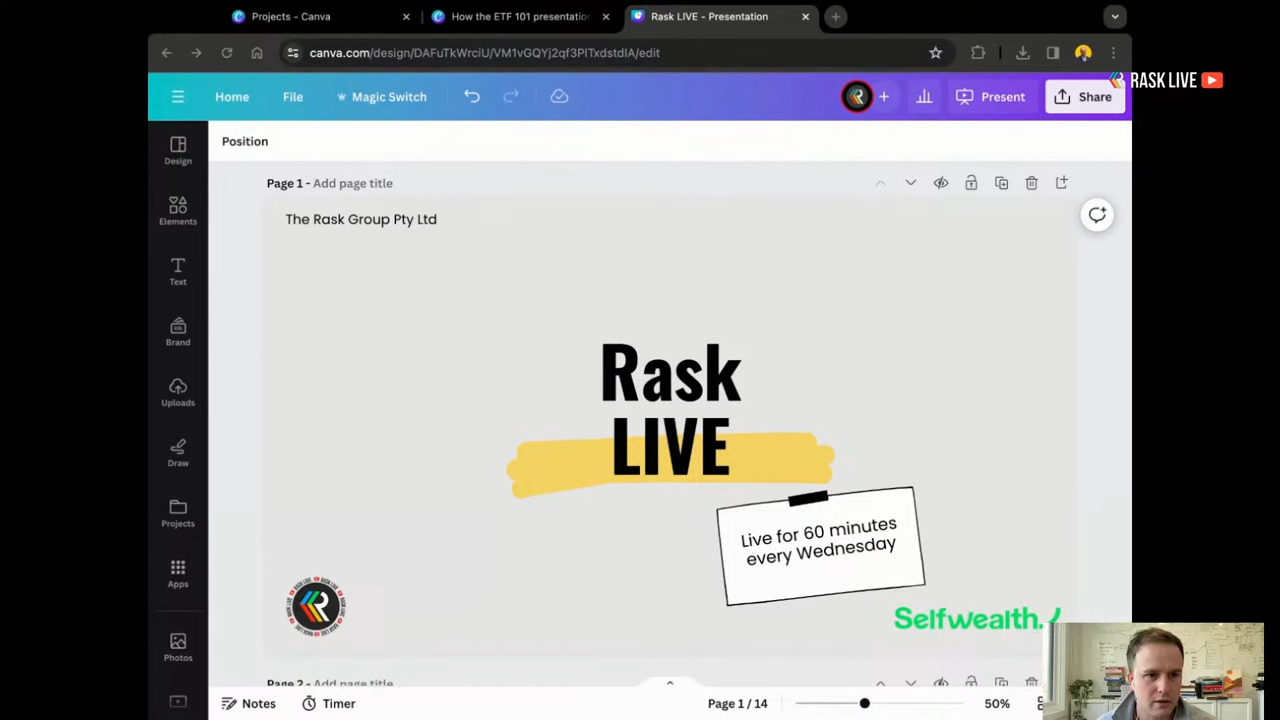 Projects - Canva
How the ETF 101 presentation
Rask LIVE - Presentation
canva.com/design/DAFuTkWrciU/VM1vGQYj2qf3PlTxdstdIA/edit
RASK LIVE
Home
File
Magic Switch
Present
Share
Position
Design
Elements
Text
Brand
Uploads
Draw
Projects
Apps
Photos
Page 1 - Add page title
The Rask Group Pty Ltd
Rask
LIVE
Live for 60 minutes
every Wednesday
Selfwealth.
Page 2 - Add page title
Notes
Timer
Page 1 / 14
50%